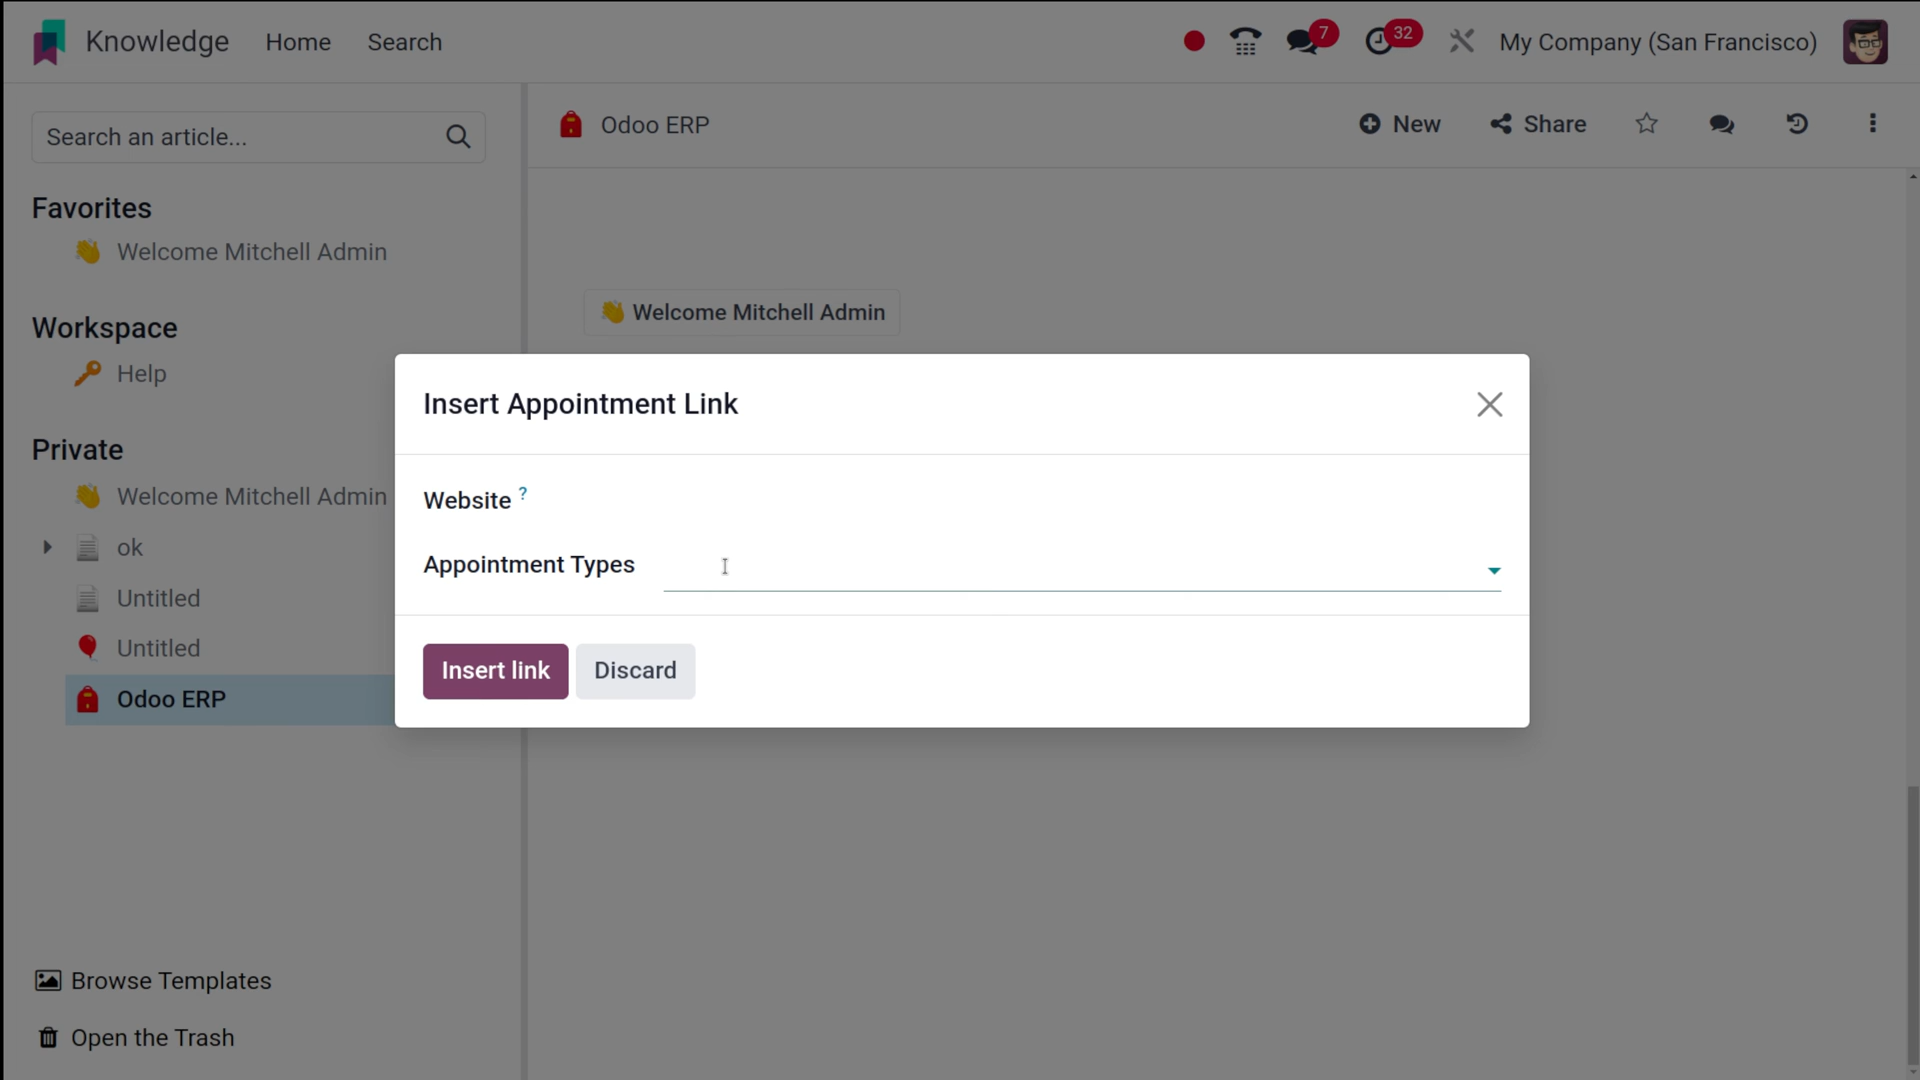 Knowledge Home Search 7 32 My Company (San Francisco)
Search an article...
Favorites
Welcome Mitchell Admin
Workspace
Help
Private
Welcome Mitchell Admin
ok
Untitled
Untitled
Odoo ERP
Browse Templates
Open the Trash
Odoo ERP New Share
Welcome Mitchell Admin
Insert Appointment Link
Website ?
Appointment Types
Insert link Discard